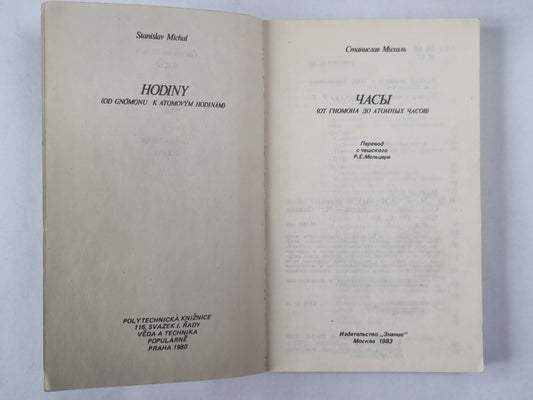 Stanislav Michal
HODINY
(OD GNÓMONU K ATOMOVÝM HODINÁM)
POLYTECHNICKÁ KNIŽNICE
116. SVAZEK I. ŘADY
VĚDA A TECHNIKA
POPULARNĚ
PRAHA 1980
Станислав Михаль
ЧАСЫ
(ОТ ГНОМОНА ДО АТОМНЫХ ЧАСОВ)
Перевод
с чешского
Р.Е.Мельцера
Издательство „Знание"
Москва 1983